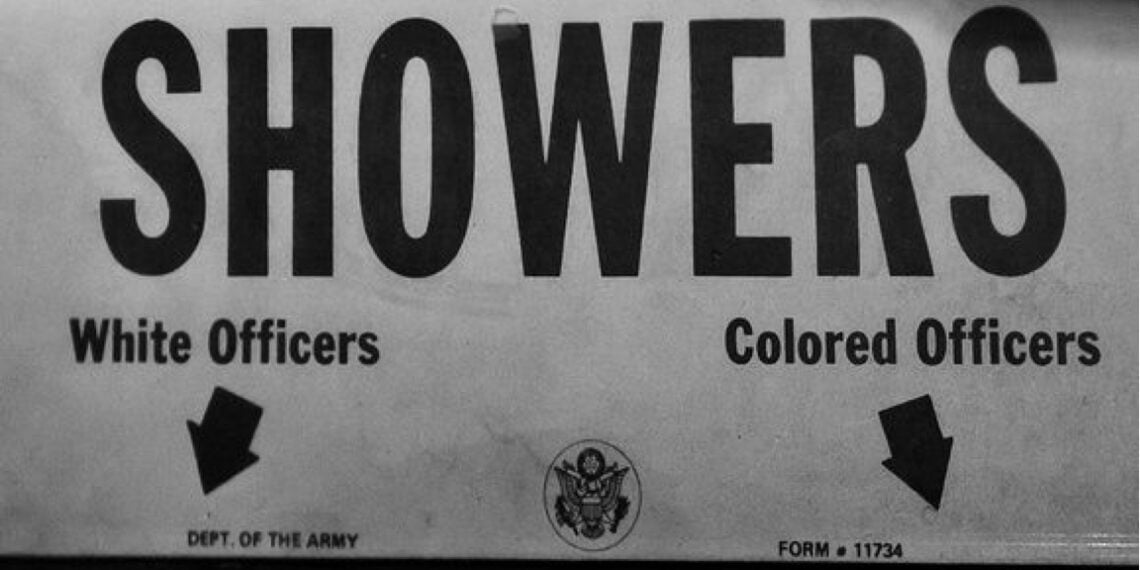 SHOWERS
White Officers
Colored Officers
DEPT. OF THE ARMY
FORM # 11734